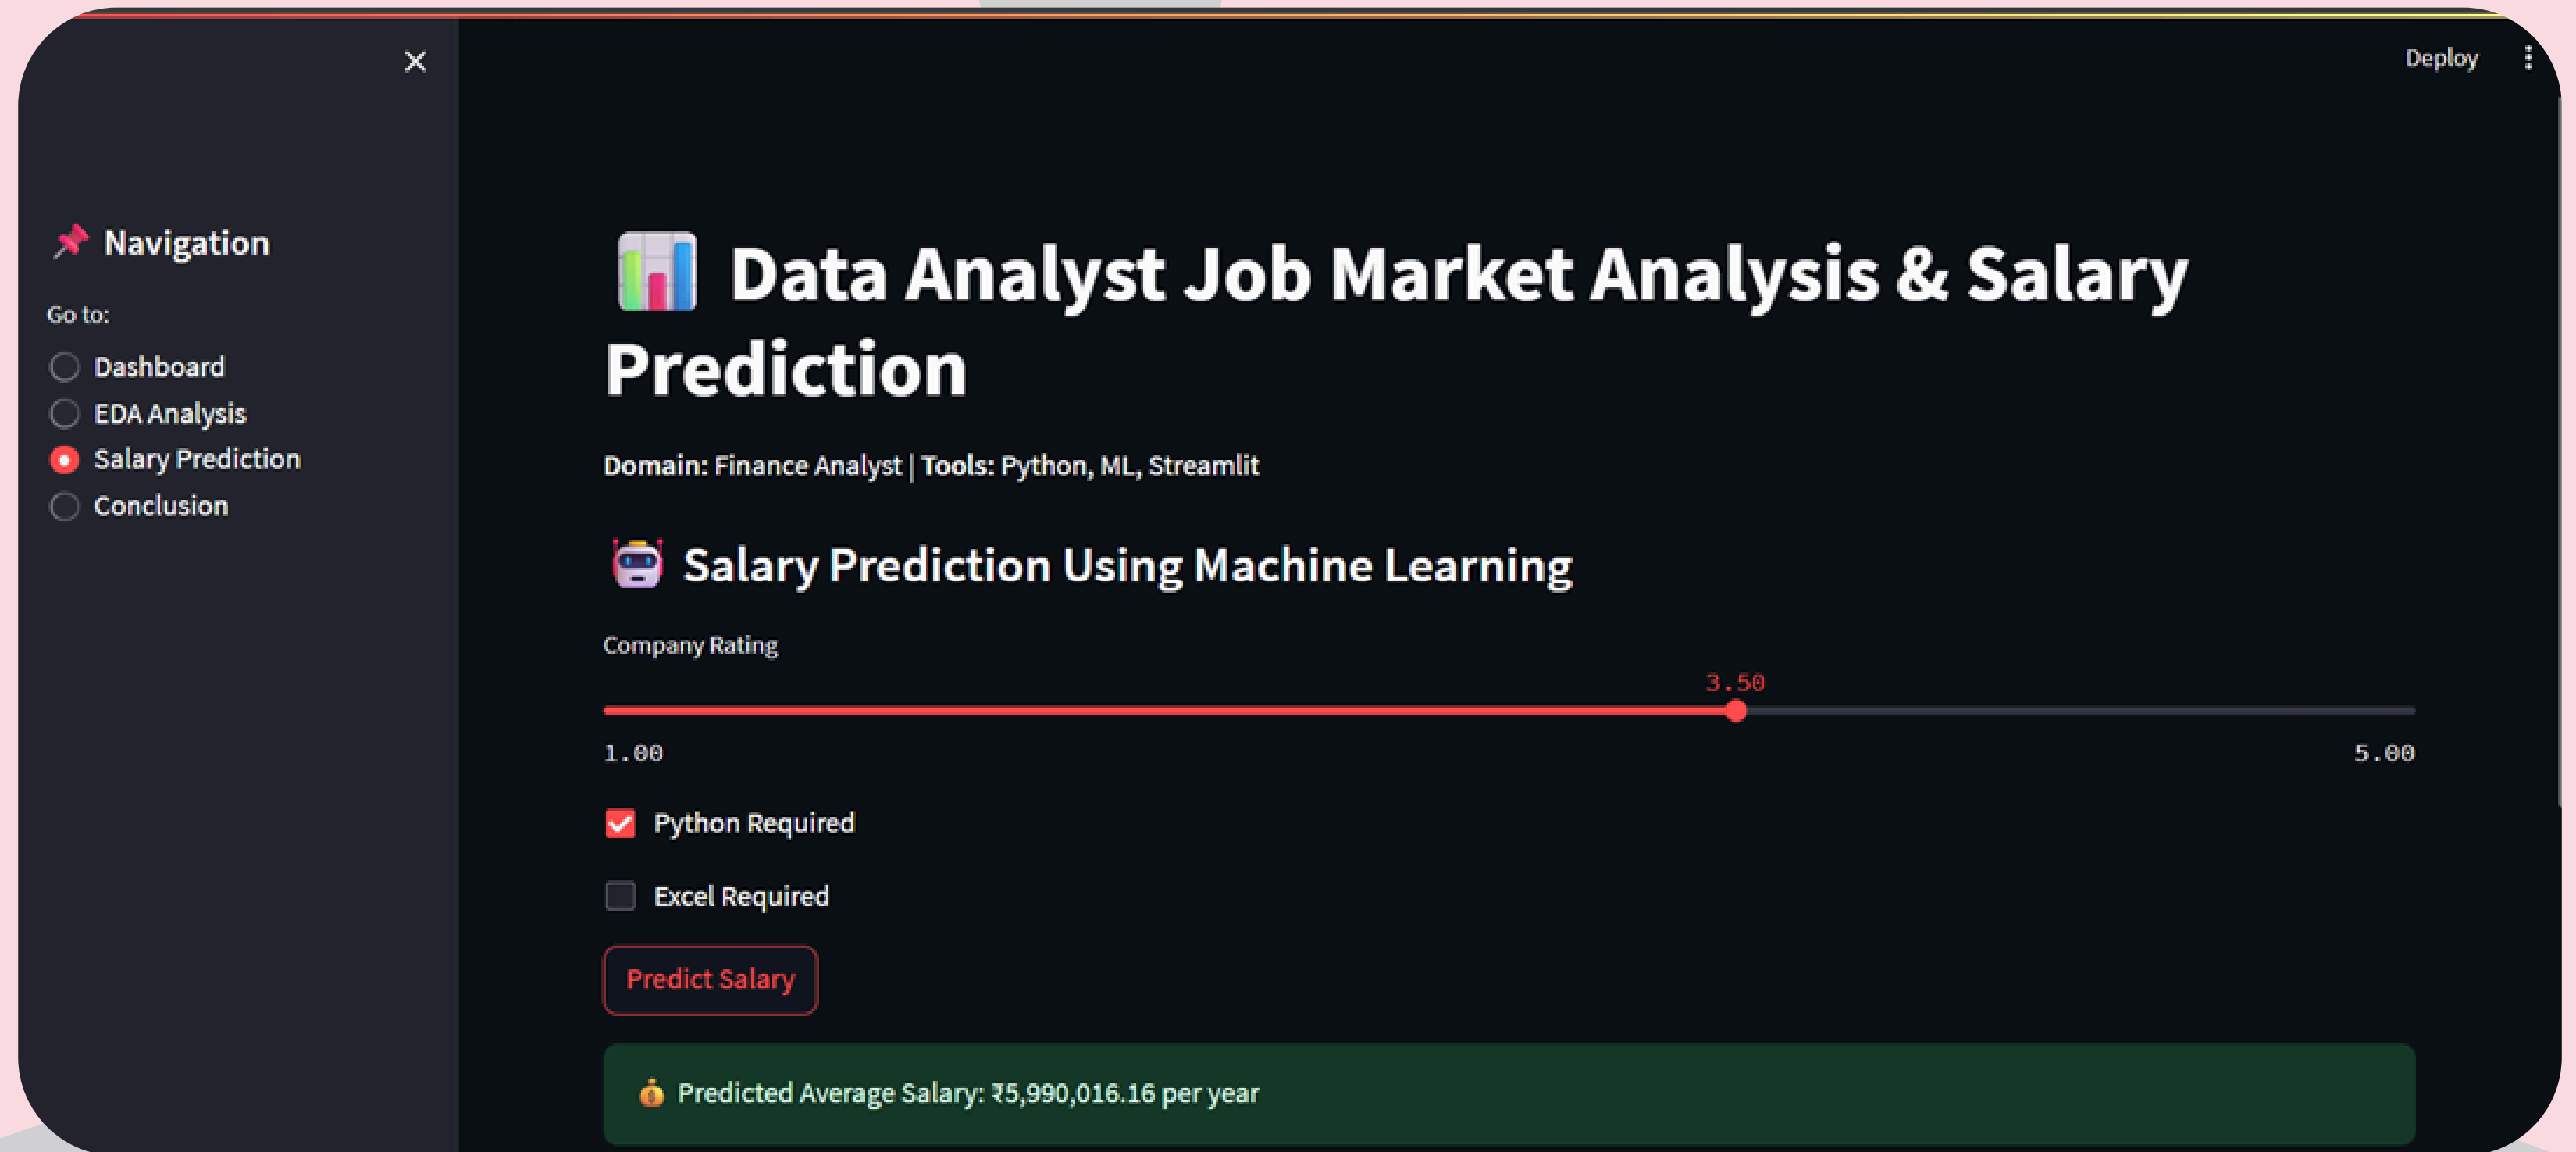 Deploy
Navigation
Go to:
Dashboard
EDA Analysis
Salary Prediction
Conclusion
Data Analyst Job Market Analysis & Salary
Prediction
Domain: Finance Analyst | Tools: Python, ML, Streamlit
Salary Prediction Using Machine Learning
Company Rating
3.50
1.00 5.00
Python Required
Excel Required
Predict Salary
Predicted Average Salary: ₹5,990,016.16 per year